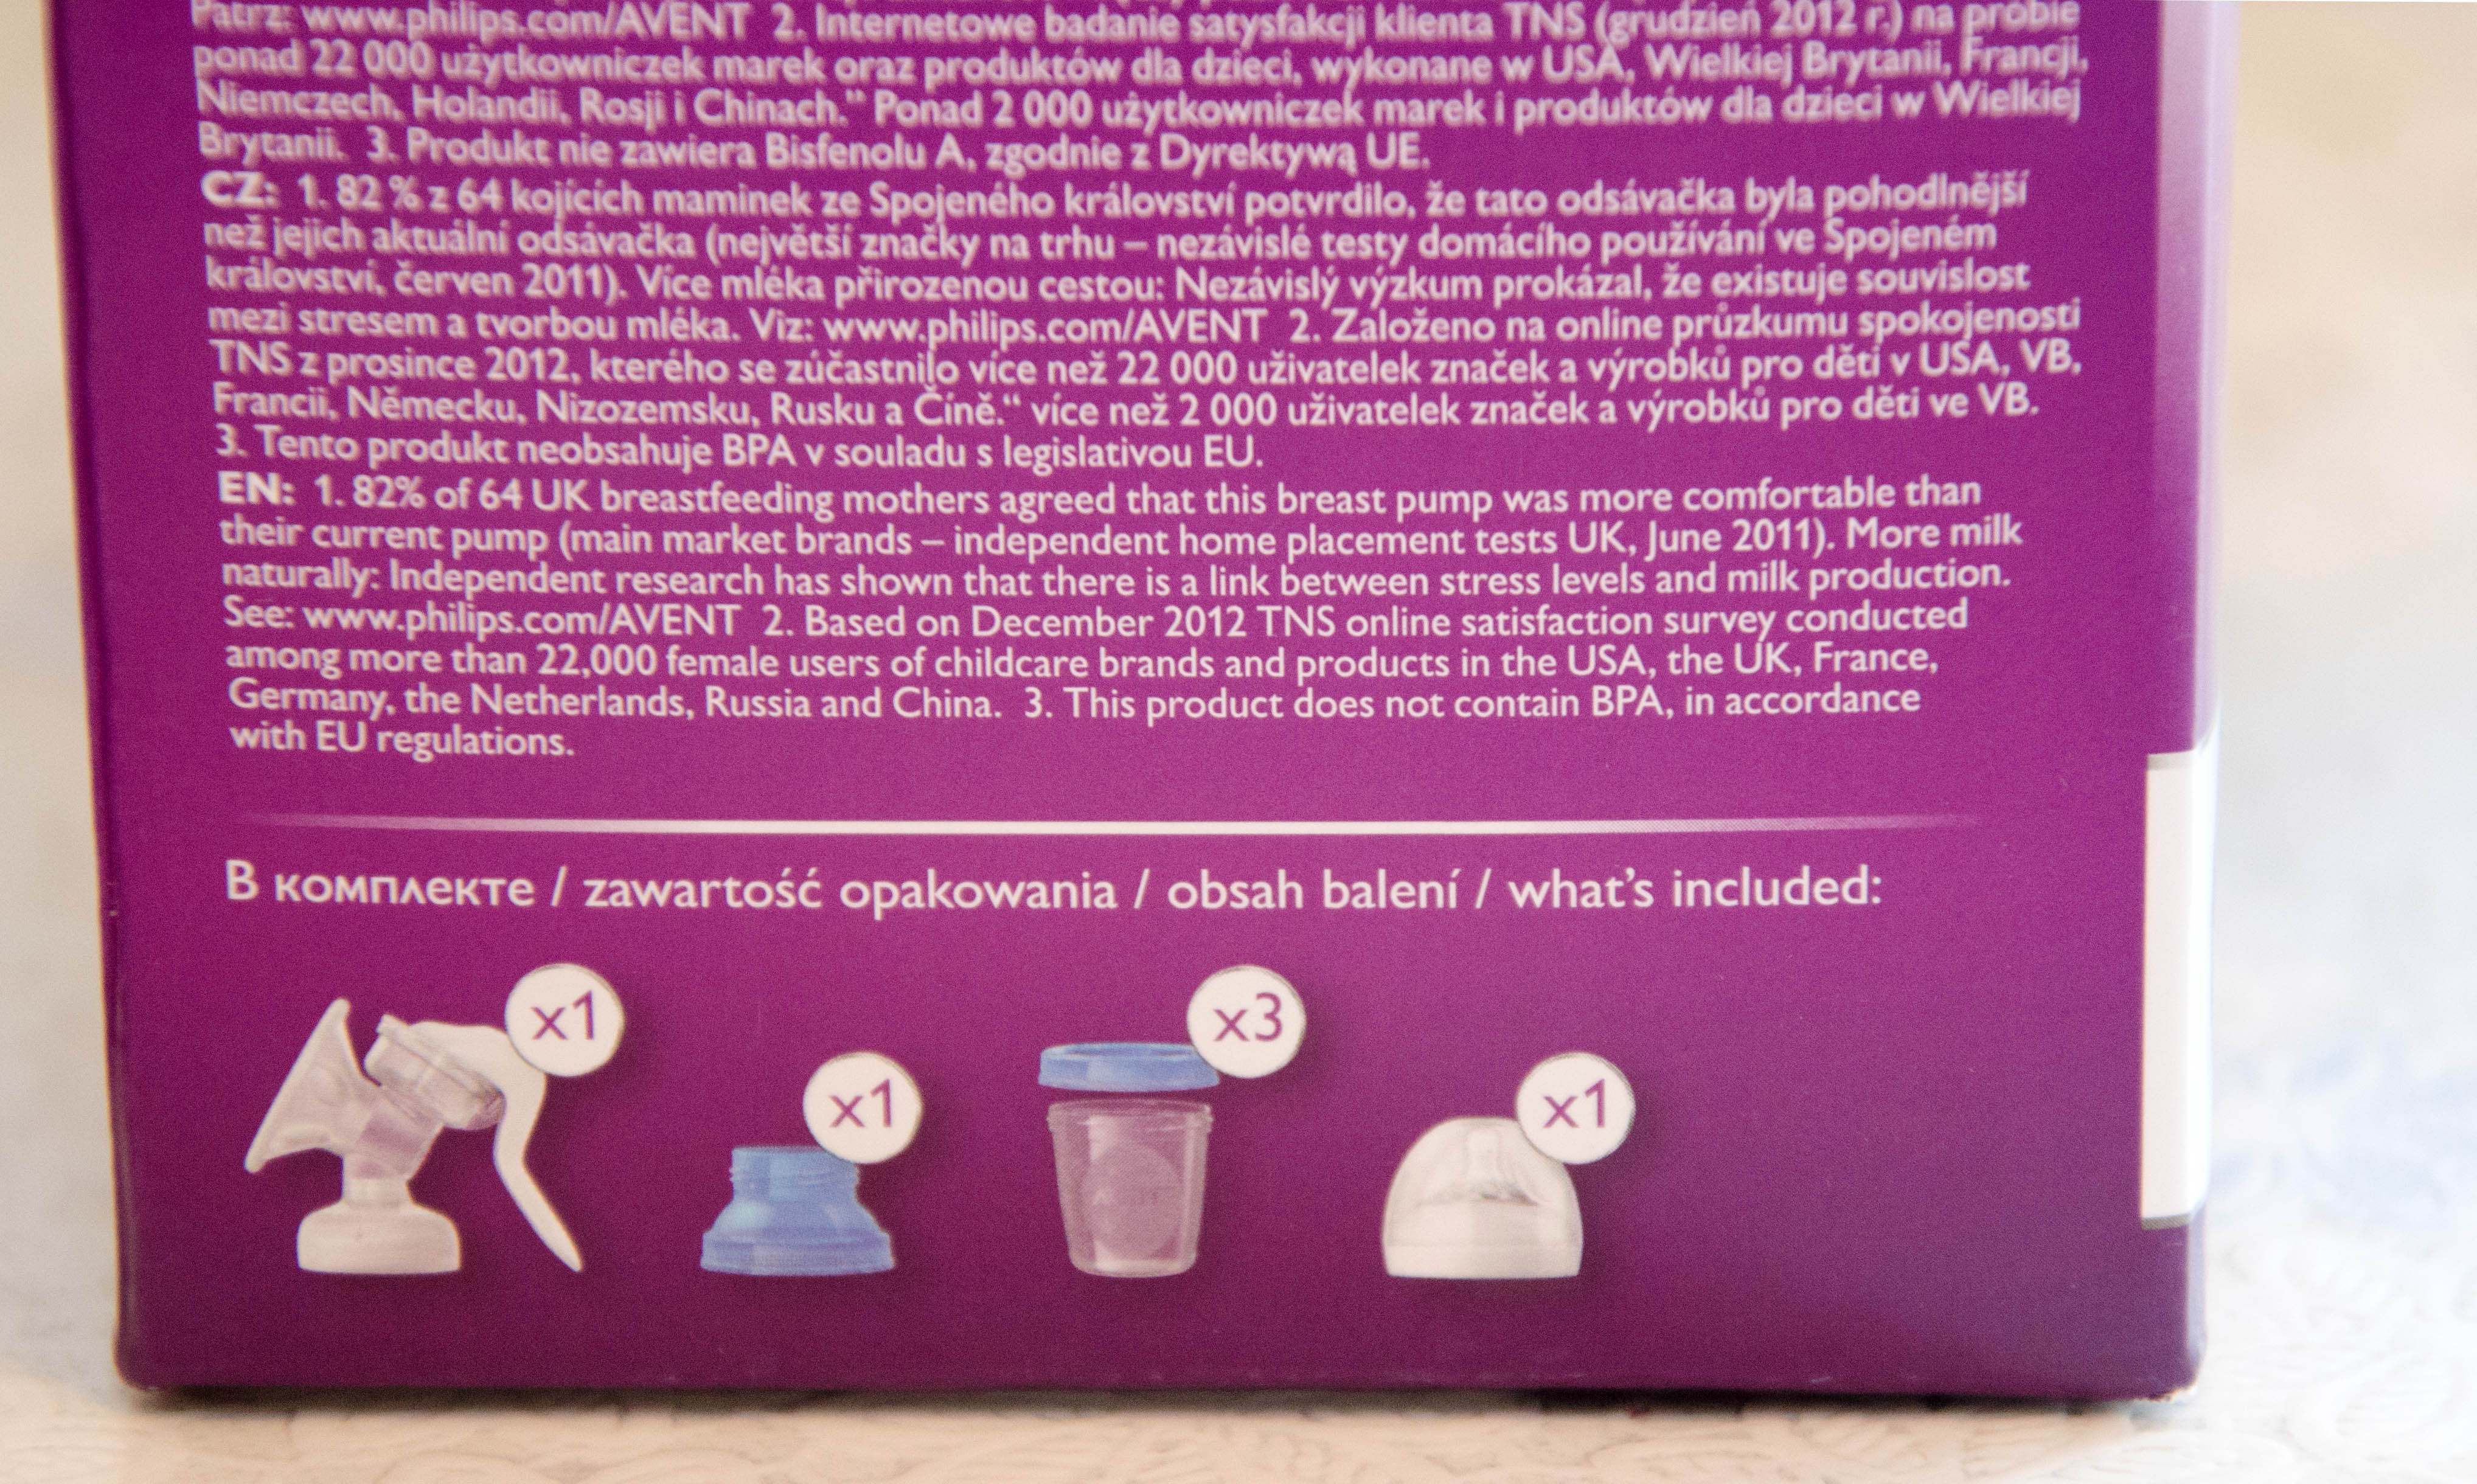 Patrz: www.philips.com/AVENT 2. Internetowe badanie satysfakcji klienta TNS (grudzień 2012 r.) na próbie
ponad 22 000 użytkowniczek marek oraz produktów dla dzieci, wykonane w USA, Wielkiej Brytanii, Francji,
Niemczech, Holandii, Rosji i Chinach." Ponad 2 000 użytkowniczek marek i produktów dla dzieci w Wielkiej
Brytanii. 3. Produkt nie zawiera Bisfenolu A, zgodnie z Dyrektywą UE.
CZ: 1. 82 % z 64 kojících maminek ze Spojeného království potvrdilo, že tato odsávačka byla pohodlnější
než jejich aktuální odsávačka (největší značky na trhu – nezávislé testy domácího používání ve Spojeném
království, červen 2011). Více mléka přirozenou cestou: Nezávislý výzkum prokázal, že existuje souvislost
mezi stresem a tvorbou mléka. Viz: www.philips.com/AVENT 2. Založeno na online průzkumu spokojenosti
TNS z prosince 2012, kterého se zúčastnilo více než 22 000 uživatelek značek a výrobků pro děti v USA, VB,
Francii, Německu, Nizozemsku, Rusku a Číně.“ více než 2 000 uživatelek značek a výrobků pro děti ve VB.
3. Tento produkt neobsahuje BPA v souladu s legislativou EU.
EN: 1. 82% of 64 UK breastfeeding mothers agreed that this breast pump was more comfortable than
their current pump (main market brands – independent home placement tests UK, June 2011). More milk
naturally: Independent research has shown that there is a link between stress levels and milk production.
See: www.philips.com/AVENT 2. Based on December 2012 TNS online satisfaction survey conducted
among more than 22,000 female users of childcare brands and products in the USA, the UK, France,
Germany, the Netherlands, Russia and China. 3. This product does not contain BPA, in accordance
with EU regulations.
В комплекте / zawartość opakowania / obsah balení / what's included:
x1
x1
x3
x1